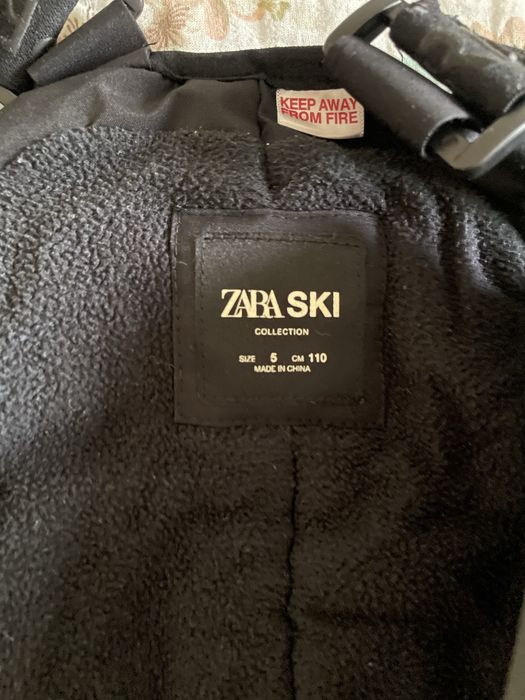 KEEP AWAY
FROM FIRE
ZARA SKI
COLLECTION
SIZE 5 CM 110
MADE IN CHINA